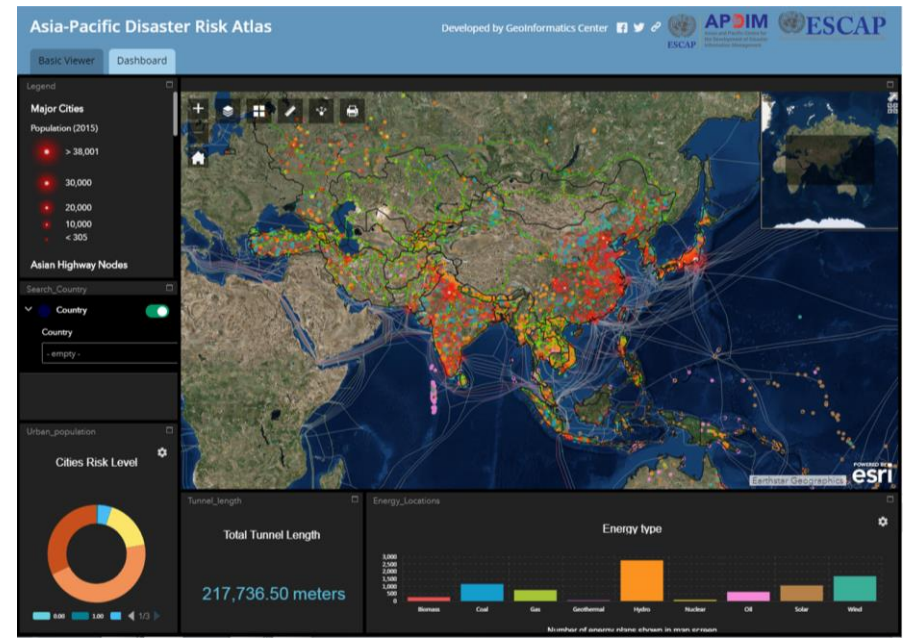 Asia-Pacific Disaster Risk Atlas
Developed by GeoInformatics Center
ESCAP
APDIM
ESCAP
Basic Viewer
Dashboard
Legend
Major Cities
Population (2015)
> 38,001
30,000
20,000
10,000
< 305
Asian Highway Nodes
Search_Country
Country
Country
- empty -
Urban_population
Cities Risk Level
0.00
1.00
1/3
POWERED BY
esri
Earthstar Geographics
Tunnel_length
Total Tunnel Length
217,736.50 meters
Energy_Locations
Energy type
3,000
2,500
2,000
1,500
1,000
500
0
Biomass
Coal
Gas
Geothermal
Hydro
Nuclear
Oil
Solar
Wind
Number of energy plans shown in map screen